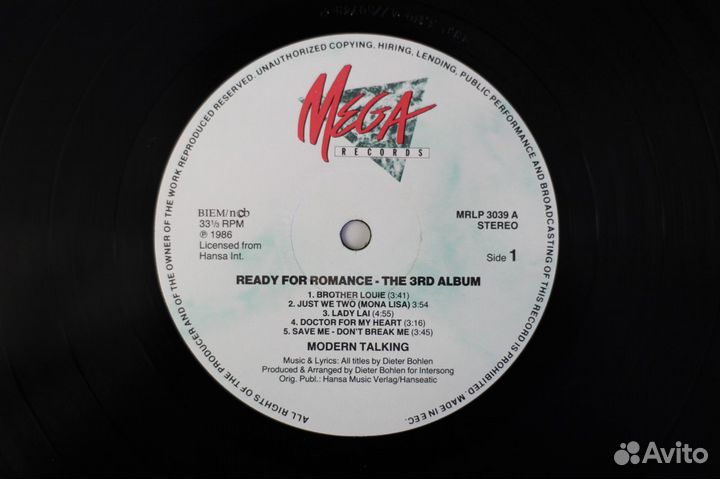 ALL RIGHTS OF THE PRODUCER AND OF THE OWNER OF THE WORK REPRODUCED RESERVED. UNAUTHORIZED COPYING, HIRING, LENDING, PUBLIC PERFORMANCE AND BROADCASTING OF THIS RECORD IS PROHIBITED. MADE IN EEC.
MEGA
RECORDS
BIEM/n©b
33⅓ RPM
℗ 1986
Licensed from
Hansa Int.
MRLP 3039 A
STEREO
Side 1
READY FOR ROMANCE - THE 3RD ALBUM
1. BROTHER LOUIE (3:41)
2. JUST WE TWO (MONA LISA) 3:54
3. LADY LAI (4:55)
4. DOCTOR FOR MY HEART (3:16)
5. SAVE ME - DON'T BREAK ME (3:45)
MODERN TALKING
Music & Lyrics: All titles by Dieter Bohlen
Produced & Arranged by Dieter Bohlen for Intersong
Orig. Publ.: Hansa Music Verlag/Hanseatic
Avito